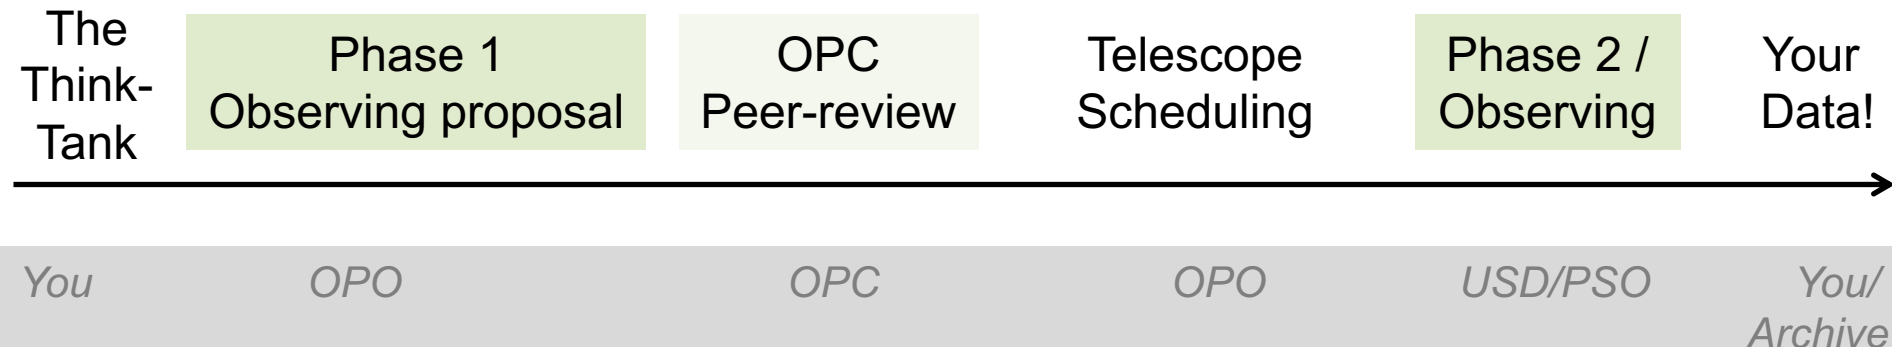 The
Think-
Tank
Phase 1
Observing proposal
OPC
Peer-review
Telescope
Scheduling
Phase 2 /
Observing
Your
Data!
You
OPO
OPC
OPO
USD/PSO
You/
Archive